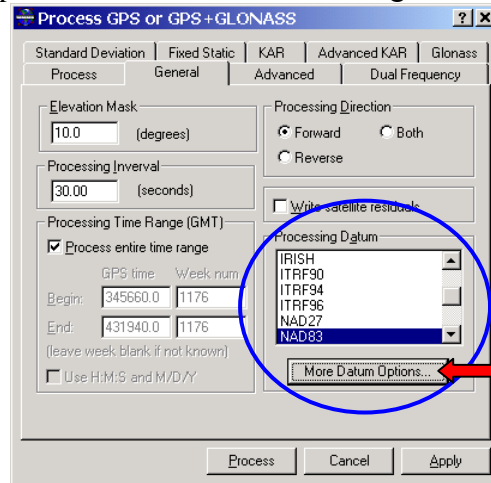 Process GPS or GPS+GLONASS
Standard Deviation Fixed Static KAR Advanced KAR Glonass
Process General Advanced Dual Frequency
Elevation Mask
10.0 (degrees)
Processing Inverval
30.00 (seconds)
Processing Time Range (GMT)
Process entire time range
GPS time Week num
Begin: 345660.0 1176
End: 431940.0 1176
(leave week blank if not known)
Use H:M:S and M/D/Y
Processing Direction
Forward Both
Reverse
Write satellite residuals
Processing Datum
IRISH
ITRF90
ITRF94
ITRF96
NAD27
NAD83
More Datum Options...
Process Cancel Apply